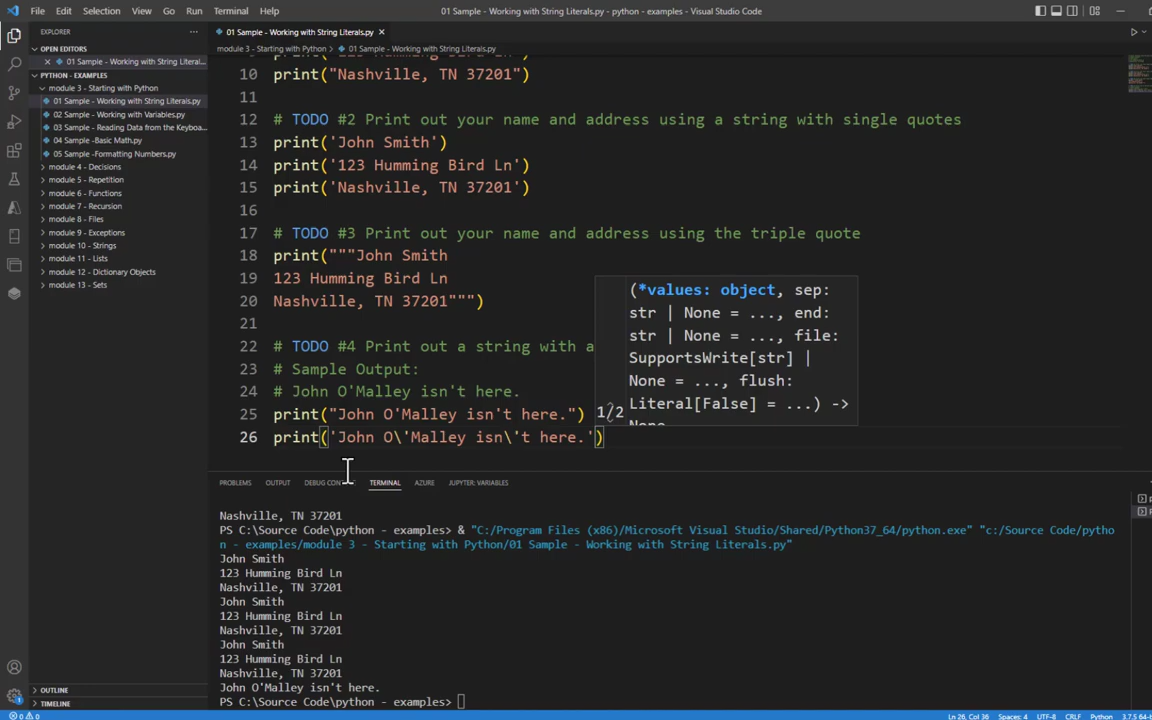 File Edit Selection View Go Run Terminal Help
01 Sample - Working with String Literals.py - python - examples - Visual Studio Code
EXPLORER
OPEN EDITORS
01 Sample - Working with String Literal...
PYTHON - EXAMPLES
module 3 - Starting with Python
01 Sample - Working with String Literals.py
02 Sample - Working with Variables.py
03 Sample - Reading Data from the Keyboa...
04 Sample -Basic Math.py
05 Sample -Formatting Numbers.py
module 4 - Decisions
module 5 - Repetition
module 6 - Functions
module 7 - Recursion
module 8 - Files
module 9 - Exceptions
module 10 - Strings
module 11 - Lists
module 12 - Dictionary Objects
module 13 - Sets
OUTLINE
TIMELINE
01 Sample - Working with String Literals.py
module 3 - Starting with Python > 01 Sample - Working with String Literals.py
10 print("Nashville, TN 37201")
11
12 # TODO #2 Print out your name and address using a string with single quotes
13 print('John Smith')
14 print('123 Humming Bird Ln')
15 print('Nashville, TN 37201')
16
17 # TODO #3 Print out your name and address using the triple quote
18 print("""John Smith
19 123 Humming Bird Ln
20 Nashville, TN 37201""")
21
22 # TODO #4 Print out a string with a
23 # Sample Output:
24 # John O'Malley isn't here.
25 print("John O'Malley isn't here.")
26 print('John O\'Malley isn\'t here.')
1/2
(*values: object, sep:
str | None = ..., end:
str | None = ..., file:
SupportsWrite[str] |
None = ..., flush:
Literal[False] = ...) ->
None
PROBLEMS OUTPUT DEBUG CON TERMINAL AZURE JUPYTER: VARIABLES
Nashville, TN 37201
PS C:\Source Code\python - examples> & "C:/Program Files (x86)/Microsoft Visual Studio/Shared/Python37_64/python.exe" "c:/Source Code/pytho
n - examples/module 3 - Starting with Python/01 Sample - Working with String Literals.py"
John Smith
123 Humming Bird Ln
Nashville, TN 37201
John Smith
123 Humming Bird Ln
Nashville, TN 37201
John Smith
123 Humming Bird Ln
Nashville, TN 37201
John O'Malley isn't here.
PS C:\Source Code\python - examples>
0 0
Ln 26, Col 36 Spaces: 4 UTF-8 CRLF Python 3.7.5 64-b